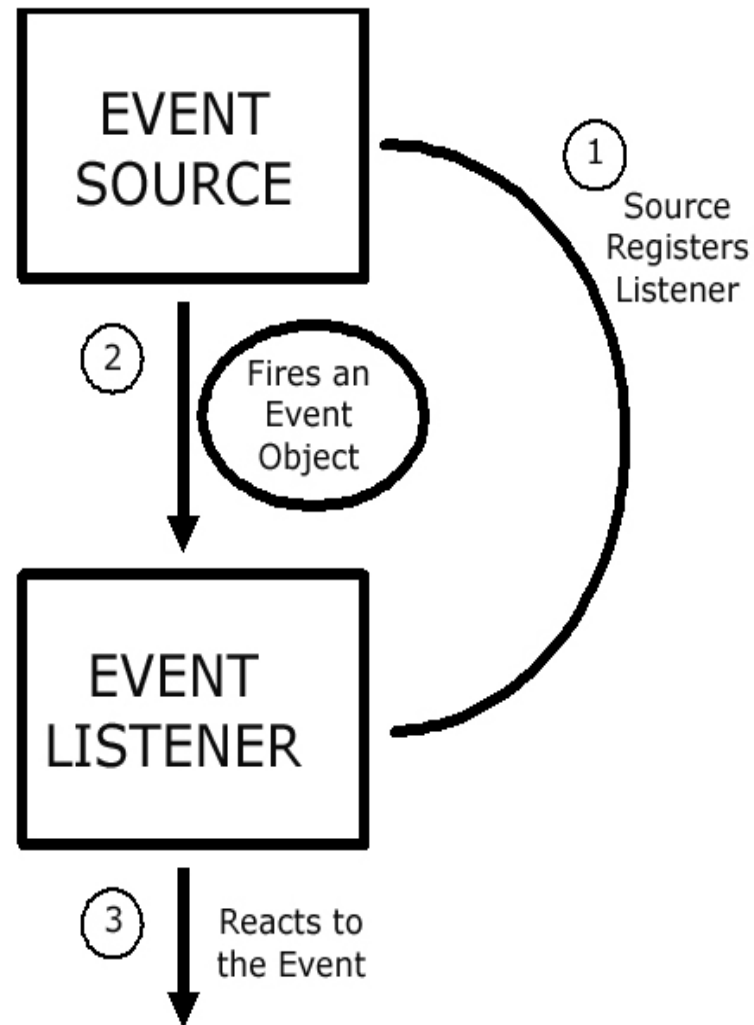 EVENT
SOURCE
1
Source
Registers
Listener
2
Fires an
Event
Object
EVENT
LISTENER
3
Reacts to
the Event